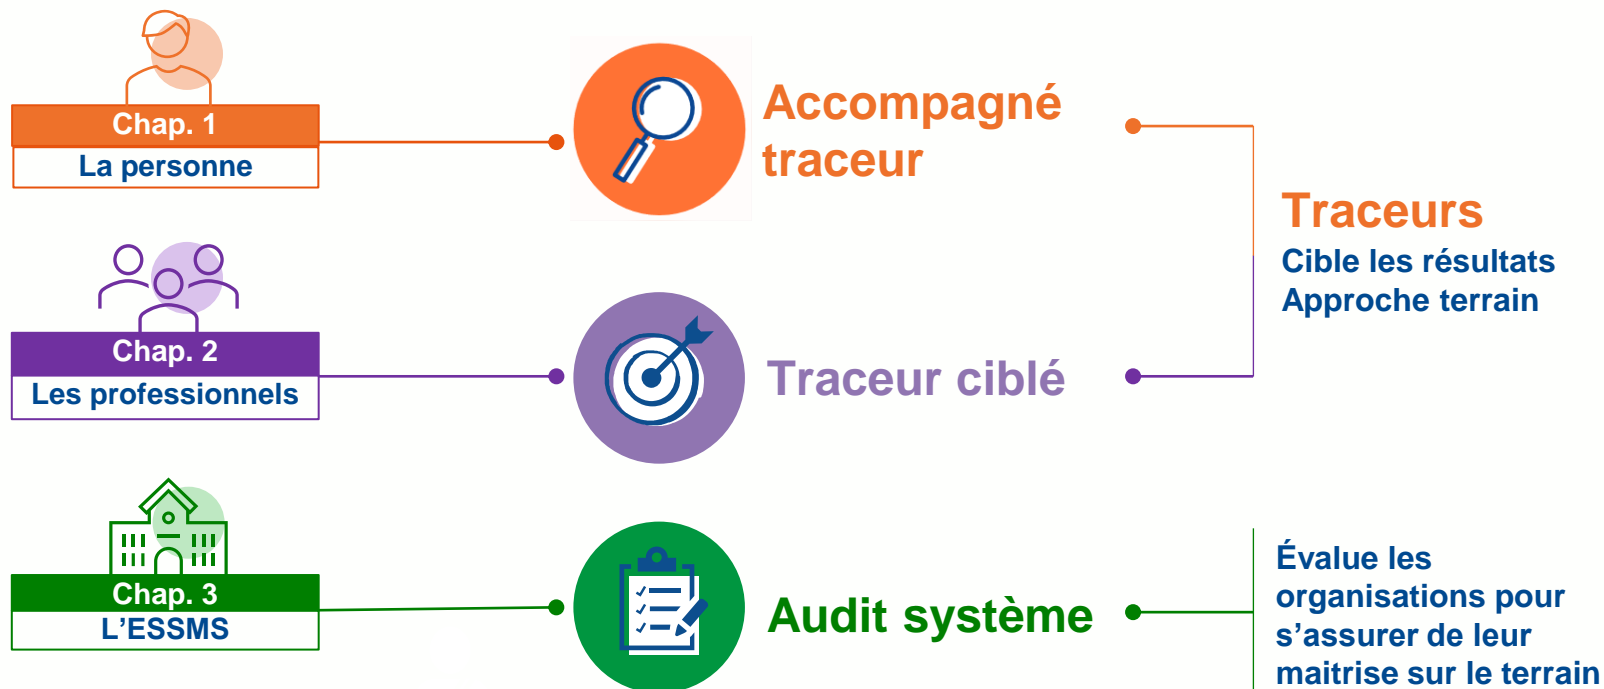 Chap. 1
La personne
Accompagné
traceur
Traceurs
Cible les résultats
Approche terrain
Chap. 2
Les professionnels
Traceur ciblé
Chap. 3
L’ESSMS
Audit système
Évalue les
organisations pour
s’assurer de leur
maitrise sur le terrain